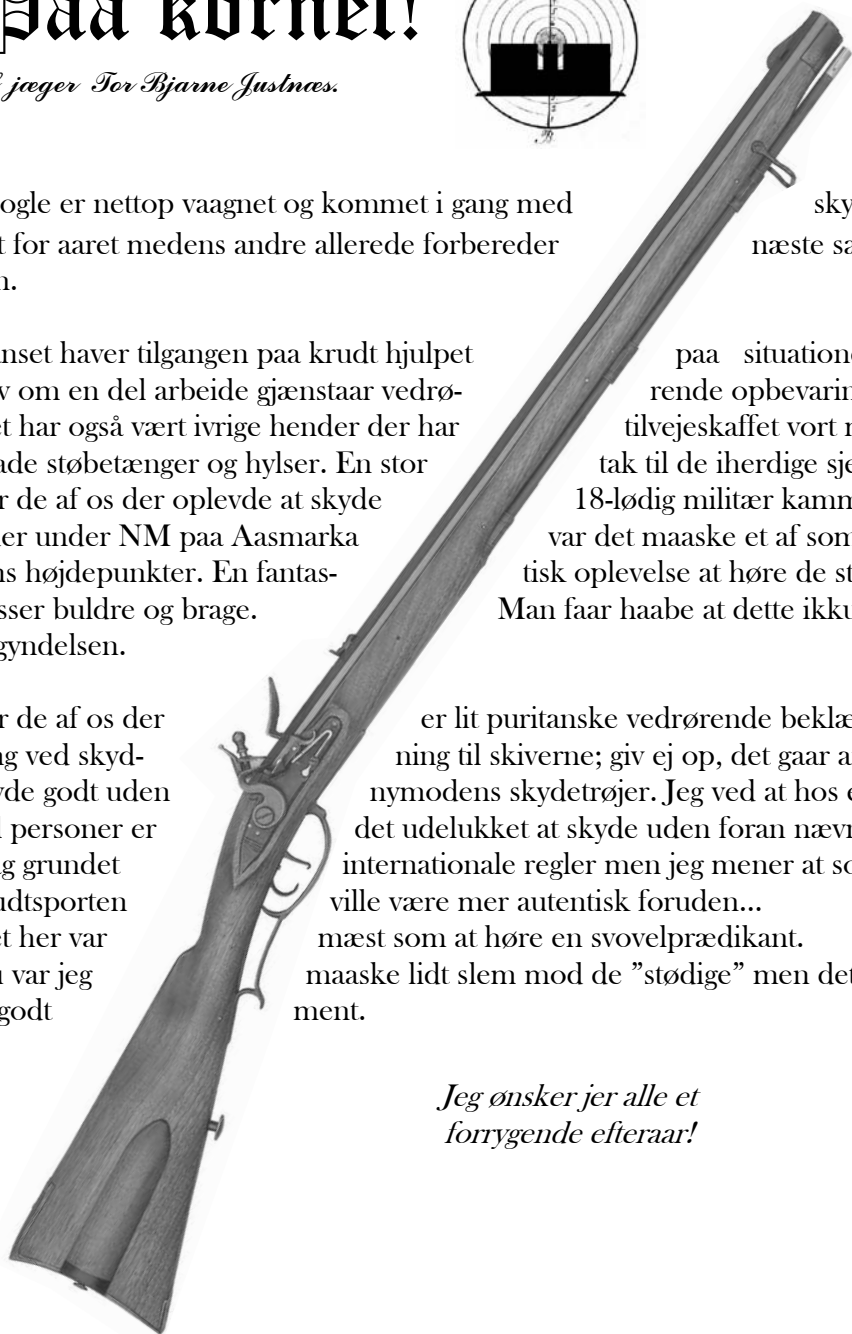 Paa kornet!
jæger Tor Bjarne Justnæs.
ogle er nettop vaagnet og kommet i gang med sky
t for aaret medens andre allerede forbereder næste sa
n.
nset haver tilgangen paa krudt hjulpet paa situatione
v om en del arbeide gjænstaar vedrø- rende opbevarin
et har også vært ivrige hender der har tilvejeskaffet vort n
ade støbetænger og hylser. En stor tak til de iherdige sje
r de af os der oplevde at skyde 18-lødig militær kamm
er under NM paa Aasmarka var det maaske et af som
ns højdepunkter. En fantas- tisk oplevelse at høre de st
sser buldre og brage. Man faar haabe at dette ikku
gyndelsen.
r de af os der er lit puritanske vedrørende beklæ
ng ved skyd- ning til skiverne; giv ej op, det gaar a
yde godt uden nymodens skydetrøjer. Jeg ved at hos e
l personer er det udelukket at skyde uden foran nævn
ig grundet internationale regler men jeg mener at so
udtsporten ville være mer autentisk foruden...
et her var mæst som at høre en svovelprædikant.
u var jeg maaske lidt slem mod de ”stødige” men det
godt ment.
Jeg ønsker jer alle et
forrygende efteraar!